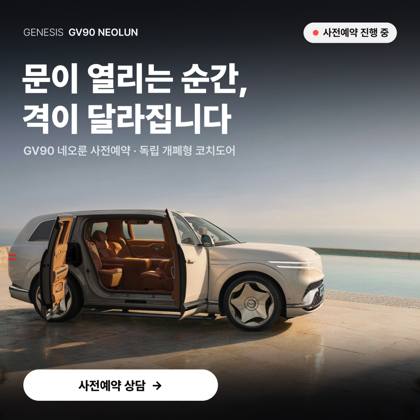 GENESIS GV90 NEOLUN
사전예약 진행 중
문이 열리는 순간,
격이 달라집니다
GV90 네오룬 사전예약 · 독립 개폐형 코치도어
사전예약 상담 →